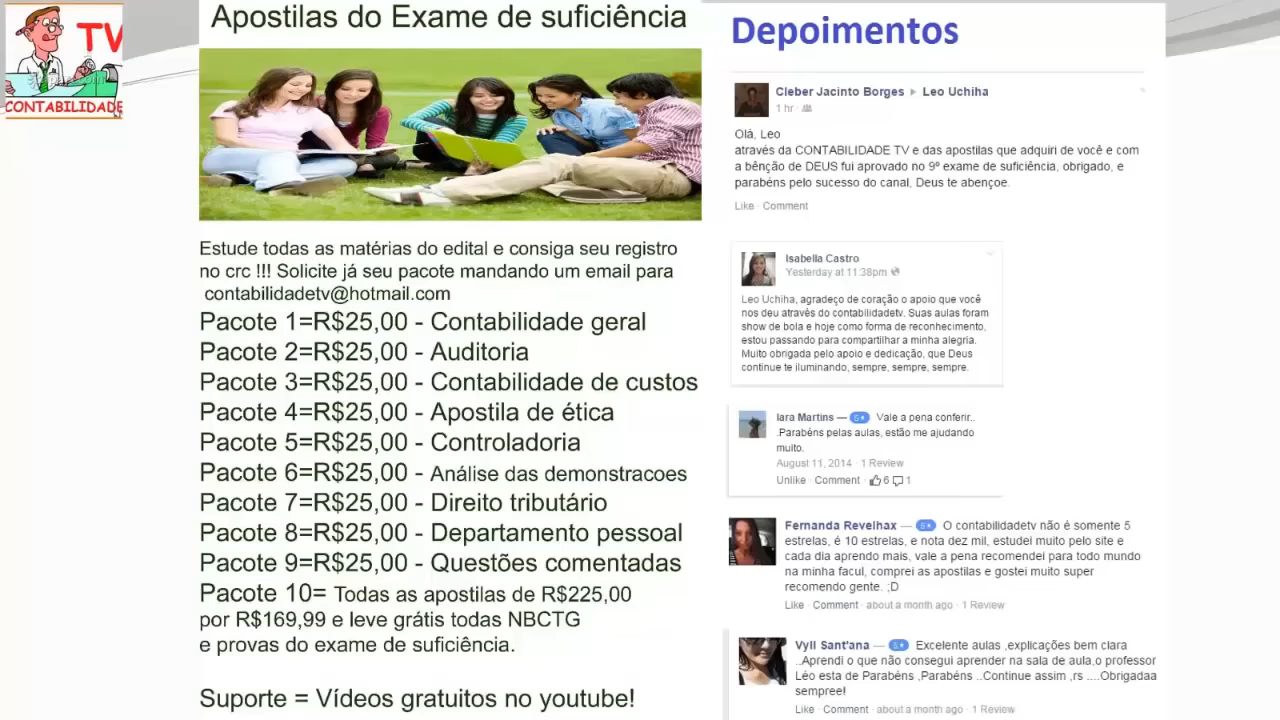 TV
CONTABILIDADE
Apostilas do Exame de suficiência
Estude todas as matérias do edital e consiga seu registro
no crc !!! Solicite já seu pacote mandando um email para
contabilidadetv@hotmail.com
Pacote 1=R$25,00 - Contabilidade geral
Pacote 2=R$25,00 - Auditoria
Pacote 3=R$25,00 - Contabilidade de custos
Pacote 4=R$25,00 - Apostila de ética
Pacote 5=R$25,00 - Controladoria
Pacote 6=R$25,00 - Análise das demonstracoes
Pacote 7=R$25,00 - Direito tributário
Pacote 8=R$25,00 - Departamento pessoal
Pacote 9=R$25,00 - Questões comentadas
Pacote 10= Todas as apostilas de R$225,00
por R$169,99 e leve grátis todas NBCTG
e provas do exame de suficiência.
Suporte = Vídeos gratuitos no youtube!
Depoimentos
Cleber Jacinto Borges Leo Uchiha
1 hr
Olá, Leo
através da CONTABILIDADE TV e das apostilas que adquiri de você e com
a bênção de DEUS fui aprovado no 9º exame de suficiência, obrigado, e
parabéns pelo sucesso do canal, Deus te abençoe.
Like · Comment
Isabella Castro
Yesterday at 11:38pm
Leo Uchiha, agradeço de coração o apoio que você
nos deu através do contabilidadetv. Suas aulas foram
show de bola e hoje como forma de reconhecimento,
estou passando para compartilhar a minha alegria.
Muito obrigada pelo apoio e dedicação, que Deus
continue te iluminando, sempre, sempre, sempre.
Iara Martins — 5★ Vale a pena conferir..
.Parabéns pelas aulas, estão me ajudando
muito.
August 11, 2014 · 1 Review
Unlike · Comment · 6 1
Fernanda Revelhax — 5★ O contabilidadetv não é somente 5
estrelas, é 10 estrelas, e nota dez mil, estudei muito pelo site e
cada dia aprendo mais, vale a pena recomendei para todo mundo
na minha facul, comprei as apostilas e gostei muito super
recomendo gente. ;D
Like · Comment · about a month ago · 1 Review
Vyll Sant'ana — 5★ Excelente aulas ,explicações bem clara
..Aprendi o que não consegui aprender na sala de aula,o professor
Léo esta de Parabéns ,Parabéns ..Continue assim ,rs ....Obrigadaa
sempree!
Like · Comment · about a month ago · 1 Review